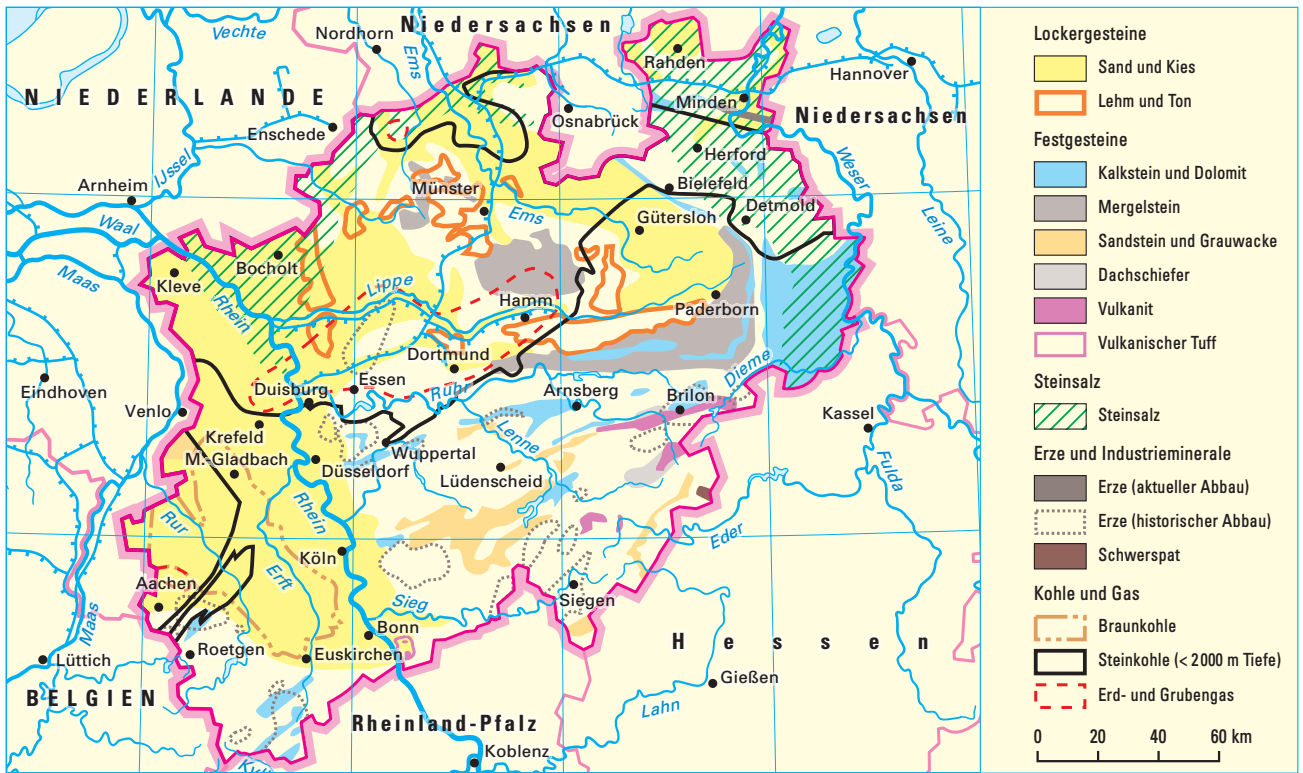 Niedersachsen
Vechte
Nordhorn
Ems
Rahden
Hannover
NIEDERLANDE
Minden
Niedersachsen
Osnabrück
Enschede
Herford
Weser
IJssel
Arnheim
Münster
Bielefeld
Detmold
Leine
Waal
Ems
Gütersloh
Maas
Bocholt
Kleve
Rhein
Lippe
Hamm
Paderborn
Dortmund
Eindhoven
Duisburg
Essen
Ruhr
Arnsberg
Brilon
Dieme
Venlo
Kassel
Krefeld
Lenne
Wuppertal
M.-Gladbach
Düsseldorf
Lüdenscheid
Fulda
Rhein
Rur
Eder
Köln
Erft
Aachen
Sieg
Siegen
Maas
Bonn
Hessen
Roetgen
Euskirchen
Lüttich
Gießen
BELGIEN
Lahn
Rheinland-Pfalz
Koblenz
Lockergesteine
Sand und Kies
Lehm und Ton
Festgesteine
Kalkstein und Dolomit
Mergelstein
Sandstein und Grauwacke
Dachschiefer
Vulkanit
Vulkanischer Tuff
Steinsalz
Steinsalz
Erze und Industrieminerale
Erze (aktueller Abbau)
Erze (historischer Abbau)
Schwerspat
Kohle und Gas
Braunkohle
Steinkohle (< 2000 m Tiefe)
Erd- und Grubengas
0 20 40 60 km